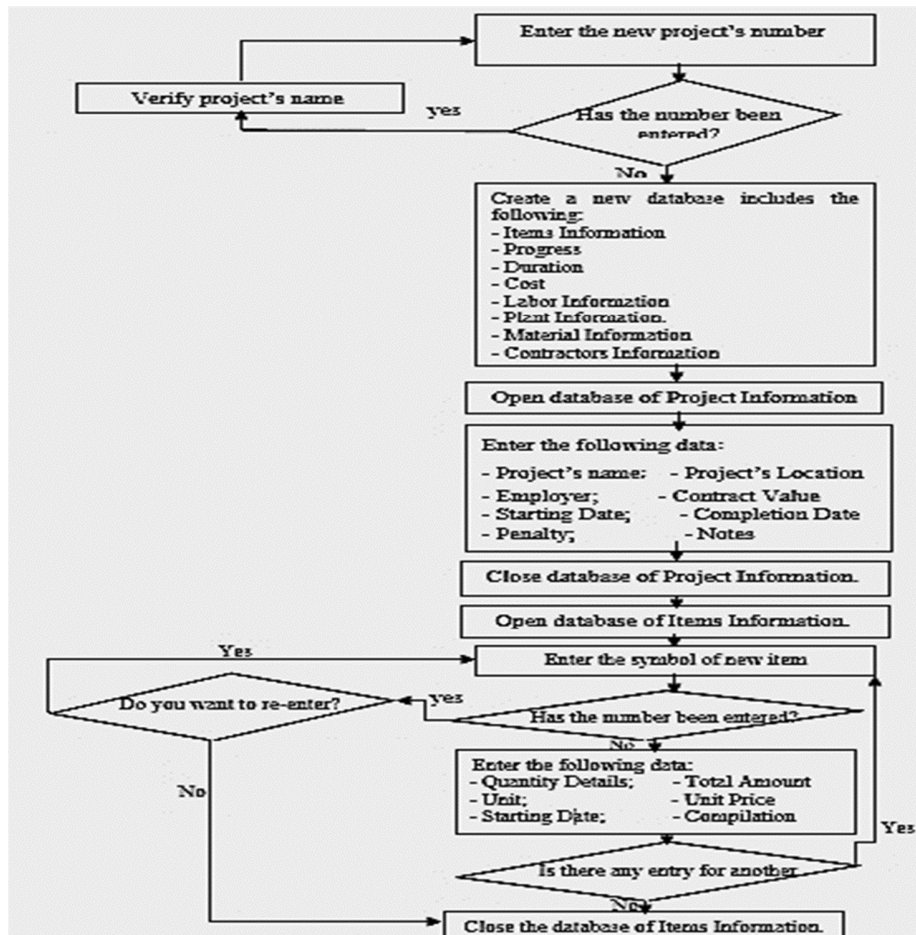 Enter the new project's number
Verify project's name
yes
Has the number been
entered?
No
Create a new database includes the
following:
- Items Information
- Progress
- Duration
- Cost
- Labor Information
- Plant Information.
- Material Information
- Contractors Information
Open database of Project Information
Enter the following data:
- Project's name: - Project's Location
- Employer; - Contract Value
- Starting Date; - Completion Date
- Penalty; - Notes
Close database of Project Information.
Open database of Items Information.
Yes
Enter the symbol of new item
Do you want to re-enter?
yes
Has the number been entered?
No
Enter the following data:
- Quantity Details; - Total Amount
- Unit; - Unit Price
- Starting Date; - Compilation
No
Yes
Is there any entry for another
No
Close the database of Items Information.